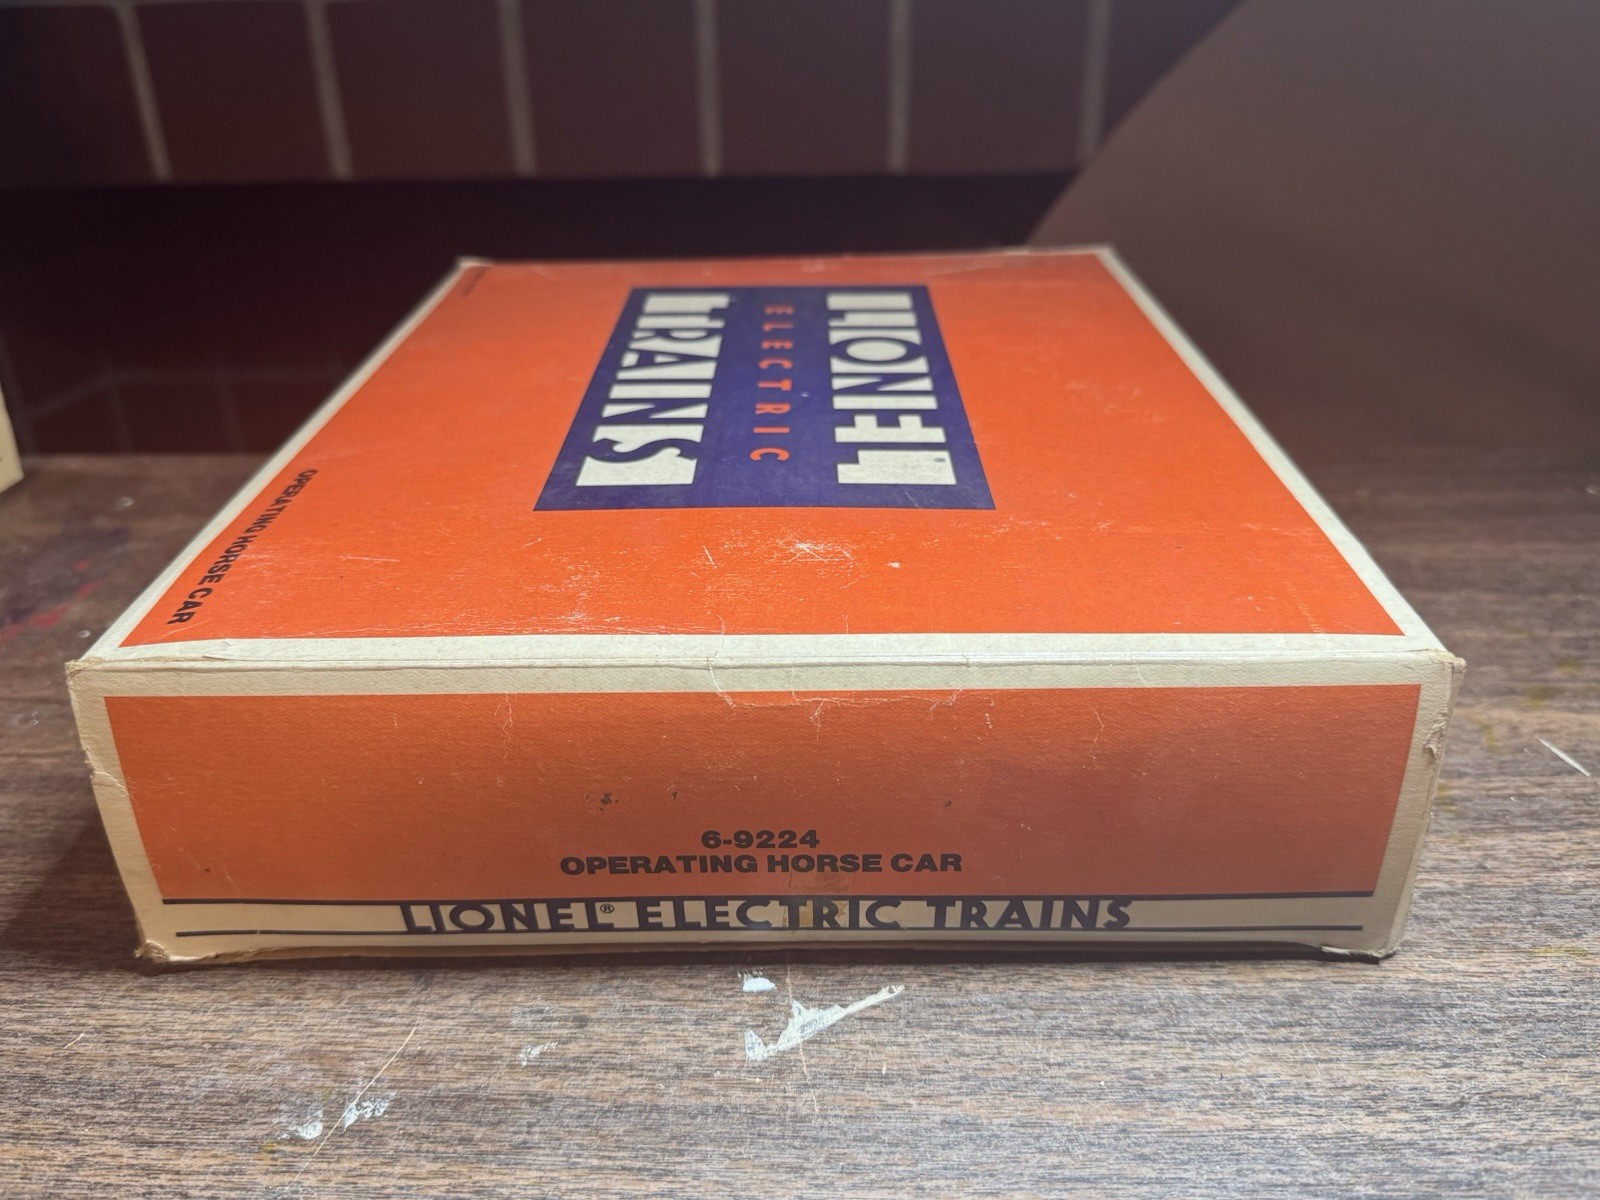 LIONEL
ELECTRIC
TRAINS
OPERATING HORSE CAR
6-9224
OPERATING HORSE CAR
LIONEL® ELECTRIC TRAINS